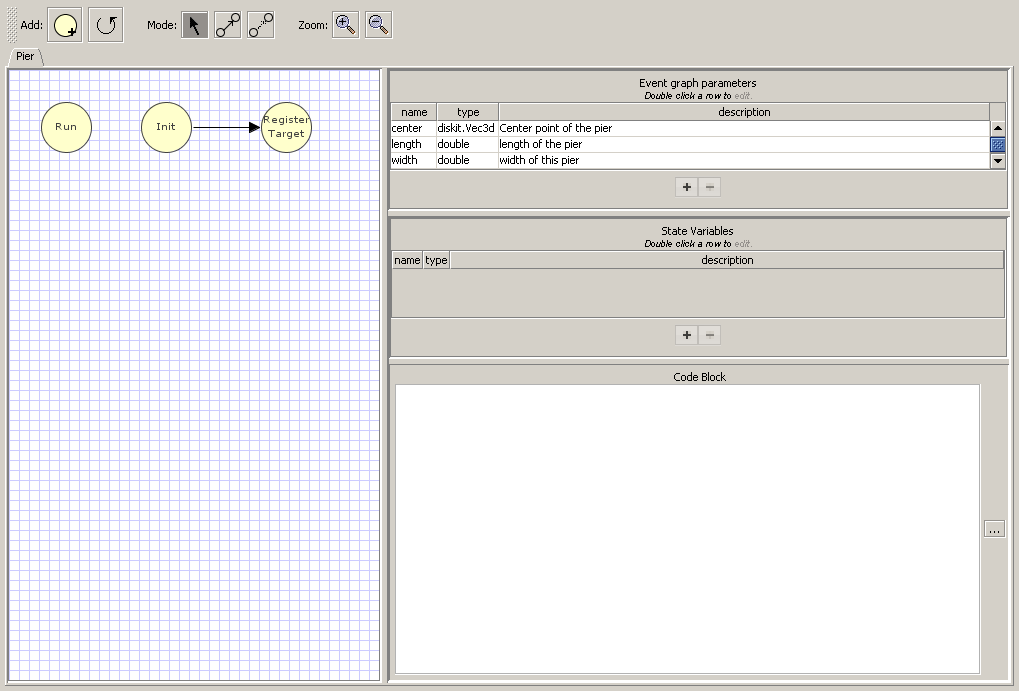 Add: Mode: Zoom:
Pier
Run Init Register
Target
Event graph parameters
Double click a row to edit.
name type description
center diskit.Vec3d Center point of the pier
length double length of the pier
width double width of this pier
+ −
State Variables
Double click a row to edit.
name type description
+ −
Code Block
...